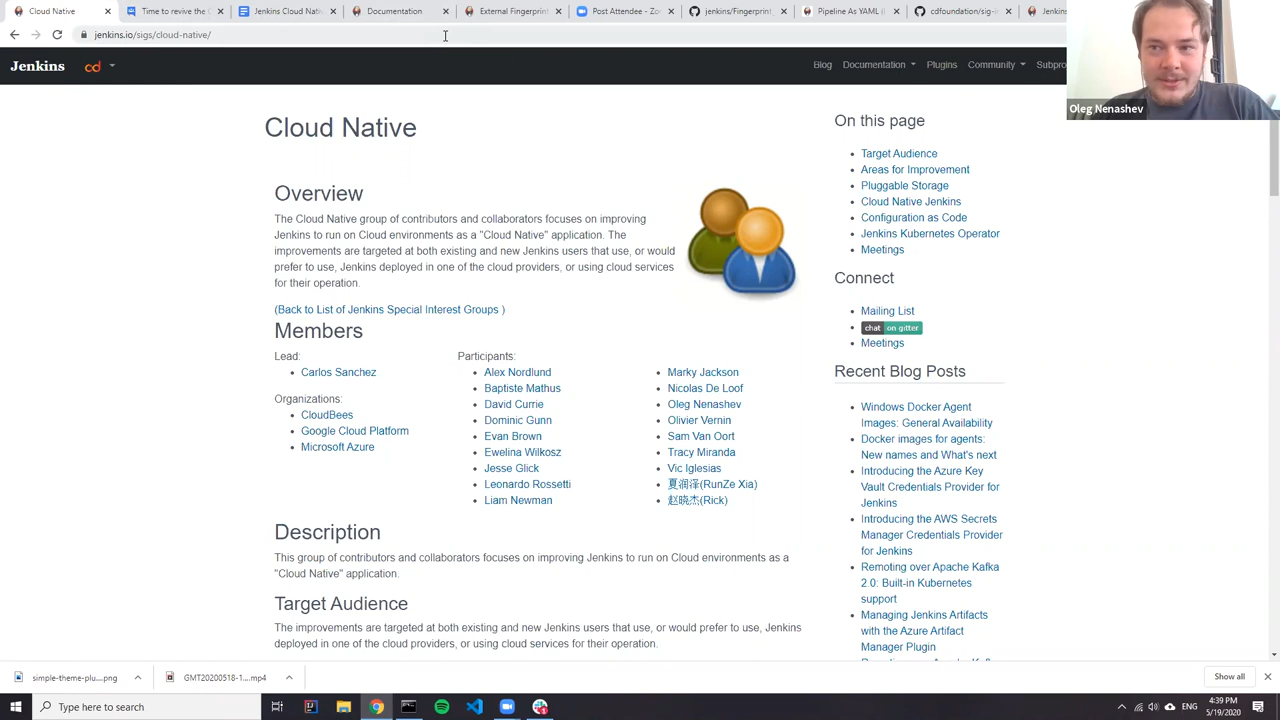 Cloud Native
Time to revive the C
Cloud Nativ
Documentation
External Fingerprint
Post Attendee - Zo
jenkins/Fingerprint_
Pipeline As YAML (I
cdfoundation/sig-in
Jenkin
jenkins.io/sigs/cloud-native/
Jenkins
cd
Blog
Documentation
Plugins
Community
Subpro
Oleg Nenashev
Cloud Native
Overview
The Cloud Native group of contributors and collaborators focuses on improving
Jenkins to run on Cloud environments as a "Cloud Native" application. The
improvements are targeted at both existing and new Jenkins users that use, or would
prefer to use, Jenkins deployed in one of the cloud providers, or using cloud services
for their operation.
(Back to List of Jenkins Special Interest Groups )
Members
Lead:
Carlos Sanchez
Organizations:
CloudBees
Google Cloud Platform
Microsoft Azure
Participants:
Alex Nordlund
Baptiste Mathus
David Currie
Dominic Gunn
Evan Brown
Ewelina Wilkosz
Jesse Glick
Leonardo Rossetti
Liam Newman
Marky Jackson
Nicolas De Loof
Oleg Nenashev
Olivier Vernin
Sam Van Oort
Tracy Miranda
Vic Iglesias
夏润泽(RunZe Xia)
赵晓杰(Rick)
Description
This group of contributors and collaborators focuses on improving Jenkins to run on Cloud environments as a
"Cloud Native" application.
Target Audience
The improvements are targeted at both existing and new Jenkins users that use, or would prefer to use, Jenkins
deployed in one of the cloud providers, or using cloud services for their operation.
On this page
Target Audience
Areas for Improvement
Pluggable Storage
Cloud Native Jenkins
Configuration as Code
Jenkins Kubernetes Operator
Meetings
Connect
Mailing List
chat on gitter
Meetings
Recent Blog Posts
Windows Docker Agent
Images: General Availability
Docker images for agents:
New names and What's next
Introducing the Azure Key
Vault Credentials Provider for
Jenkins
Introducing the AWS Secrets
Manager Credentials Provider
for Jenkins
Remoting over Apache Kafka
2.0: Built-in Kubernetes
support
Managing Jenkins Artifacts
with the Azure Artifact
Manager Plugin
simple-theme-plu....png
GMT20200518-1....mp4
Show all
Type here to search
4:39 PM
5/19/2020